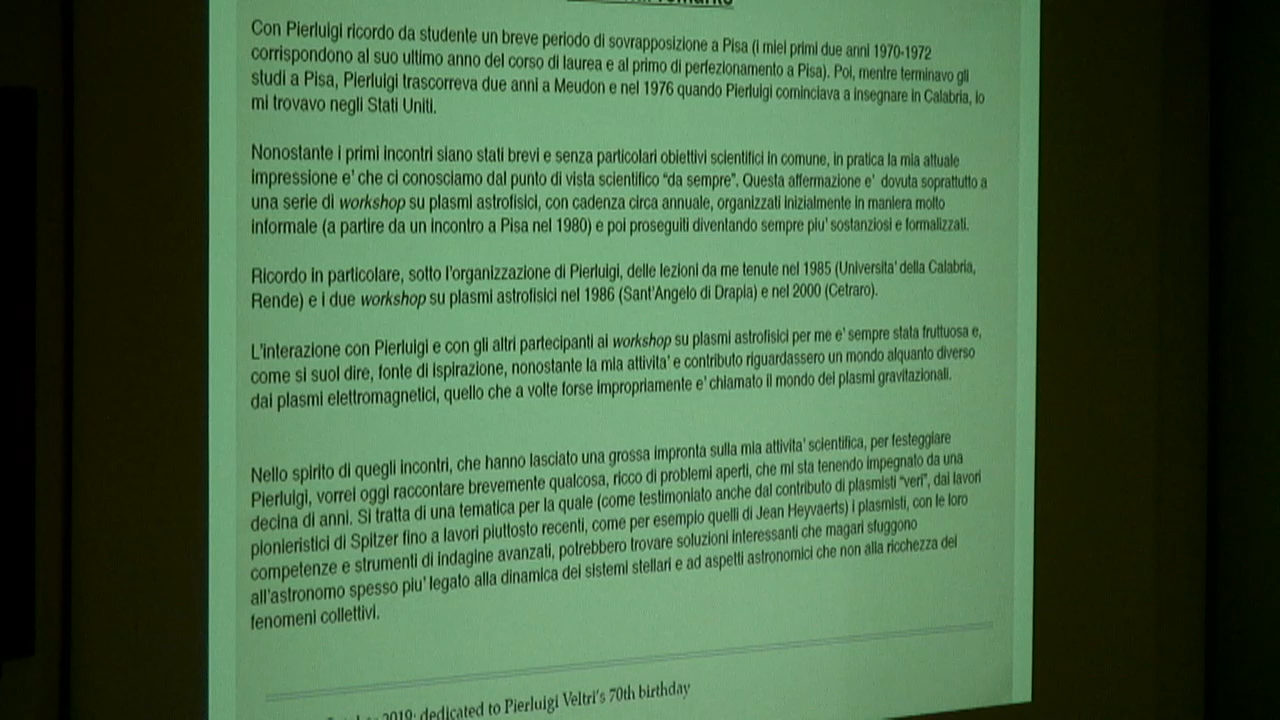 remarks
Con Pierluigi ricordo da studente un breve periodo di sovrapposizione a Pisa (i miei primi due anni 1970-1972
corrispondono al suo ultimo anno del corso di laurea e al primo di perfezionamento a Pisa). Poi, mentre terminavo gli
studi a Pisa, Pierluigi trascorreva due anni a Meudon e nel 1976 quando Pierluigi cominciava a insegnare in Calabria, io
mi trovavo negli Stati Uniti.
Nonostante i primi incontri siano stati brevi e senza particolari obiettivi scientifici in comune, in pratica la mia attuale
impressione e' che ci conosciamo dal punto di vista scientifico "da sempre". Questa affermazione e' dovuta soprattutto a
una serie di workshop su plasmi astrofisici, con cadenza circa annuale, organizzati inizialmente in maniera molto
informale (a partire da un incontro a Pisa nel 1980) e poi proseguiti diventando sempre piu' sostanziosi e formalizzati.
Ricordo in particolare, sotto l'organizzazione di Pierluigi, delle lezioni da me tenute nel 1985 (Universita' della Calabria,
Rende) e i due workshop su plasmi astrofisici nel 1986 (Sant'Angelo di Drapia) e nel 2000 (Cetraro).
L'interazione con Pierluigi e con gli altri partecipanti ai workshop su plasmi astrofisici per me e' sempre stata fruttuosa e,
come si suol dire, fonte di ispirazione, nonostante la mia attivita' e contributo riguardassero un mondo alquanto diverso
dai plasmi elettromagnetici, quello che a volte forse impropriamente e' chiamato il mondo dei plasmi gravitazionali.
Nello spirito di quegli incontri, che hanno lasciato una grossa impronta sulla mia attivita' scientifica, per festeggiare
Pierluigi, vorrei oggi raccontare brevemente qualcosa, ricco di problemi aperti, che mi sta tenendo impegnato da una
decina di anni. Si tratta di una tematica per la quale (come testimoniato anche dal contributo di plasmisti "veri", dai lavori
pionieristici di Spitzer fino a lavori piuttosto recenti, come per esempio quelli di Jean Heyvaerts) i plasmisti, con le loro
competenze e strumenti di indagine avanzati, potrebbero trovare soluzioni interessanti che magari sfuggono
all'astronomo spesso piu' legato alla dinamica dei sistemi stellari e ad aspetti astronomici che non alla ricchezza dei
fenomeni collettivi.
2019; dedicated to Pierluigi Veltri's 70th birthday